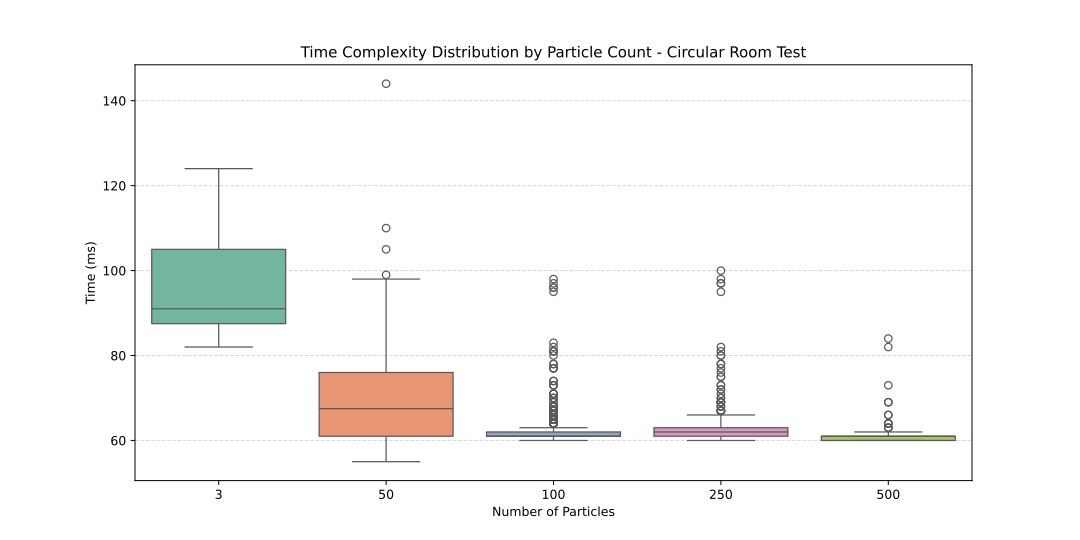 Time Complexity Distribution by Particle Count - Circular Room Test
Time (ms)
140
120
100
80
60
3 50 100 250 500
Number of Particles